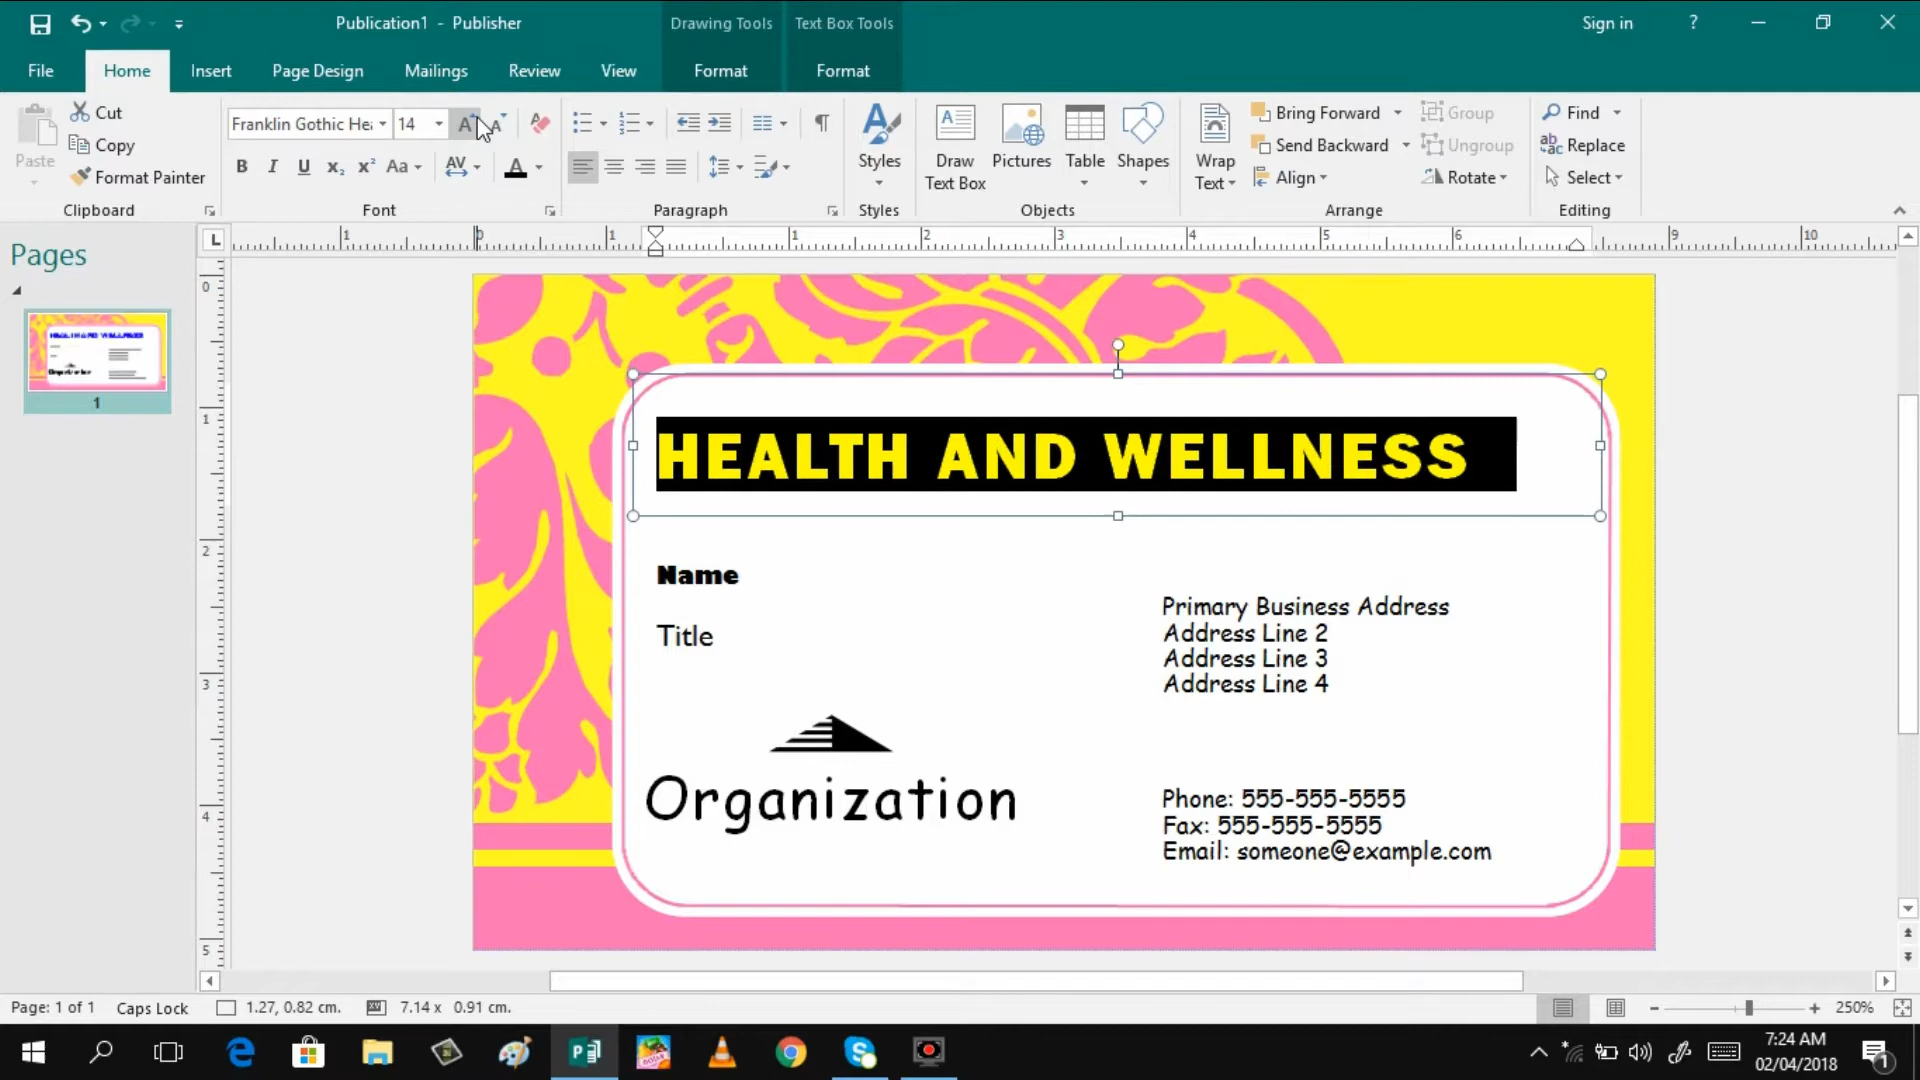 Publication1 - Publisher
Drawing Tools
Text Box Tools
Sign in
?
File
Home
Insert
Page Design
Mailings
Review
View
Format
Format
Paste
Cut
Copy
Format Painter
Clipboard
Franklin Gothic Hea
14
Font
Paragraph
Styles
Styles
Draw
Text Box
Pictures
Table
Shapes
Objects
Wrap
Text
Bring Forward
Send Backward
Align
Group
Ungroup
Rotate
Arrange
Find
Replace
Select
Editing
Pages
1
HEALTH AND WELLNESS
Name
Title
Organization
Primary Business Address
Address Line 2
Address Line 3
Address Line 4
Phone: 555-555-5555
Fax: 555-555-5555
Email: someone@example.com
Page: 1 of 1
Caps Lock
1.27, 0.82 cm.
7.14 x 0.91 cm.
250%
7:24 AM
02/04/2018
1